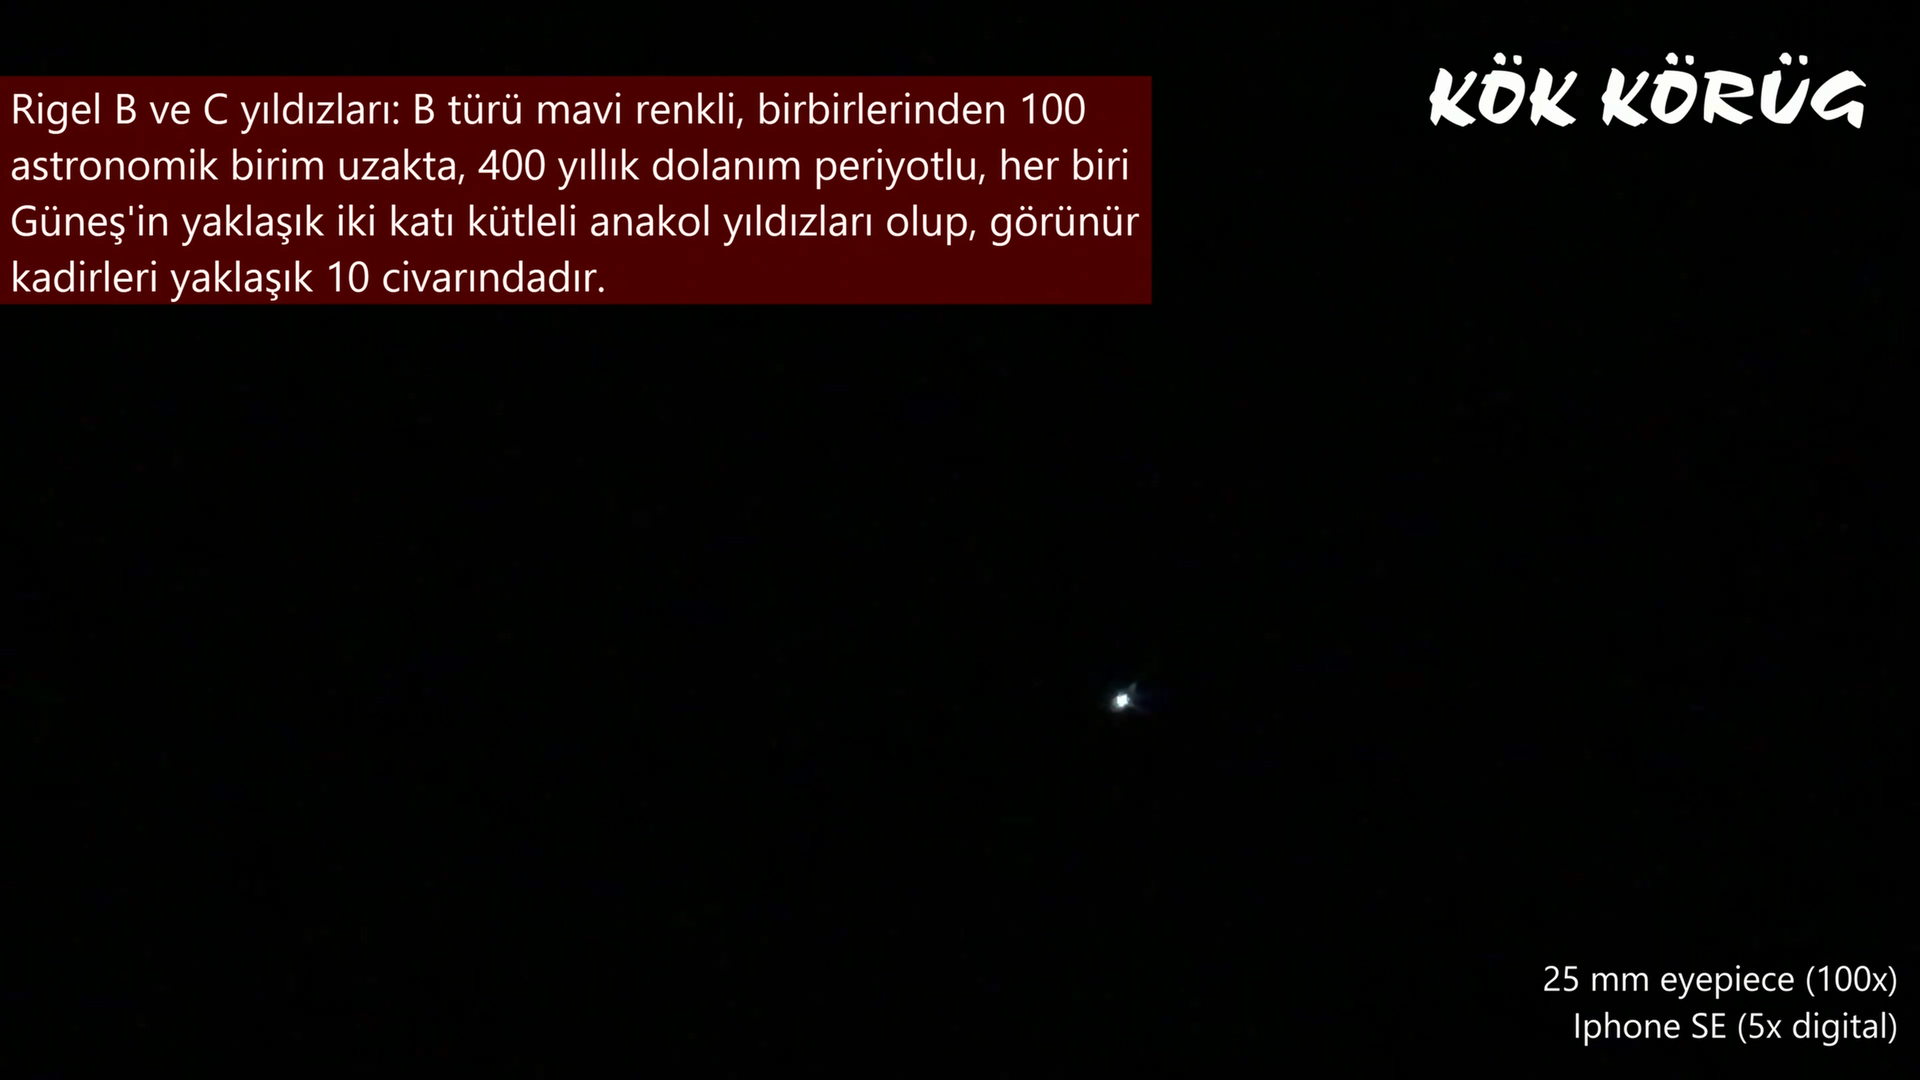 KÖK KÖRÜG
Rigel B ve C yıldızları: B türü mavi renkli, birbirlerinden 100
astronomik birim uzakta, 400 yıllık dolanım periyotlu, her biri
Güneş'in yaklaşık iki katı kütleli anakol yıldızları olup, görünür
kadirleri yaklaşık 10 civarındadır.
25 mm eyepiece (100x)
Iphone SE (5x digital)